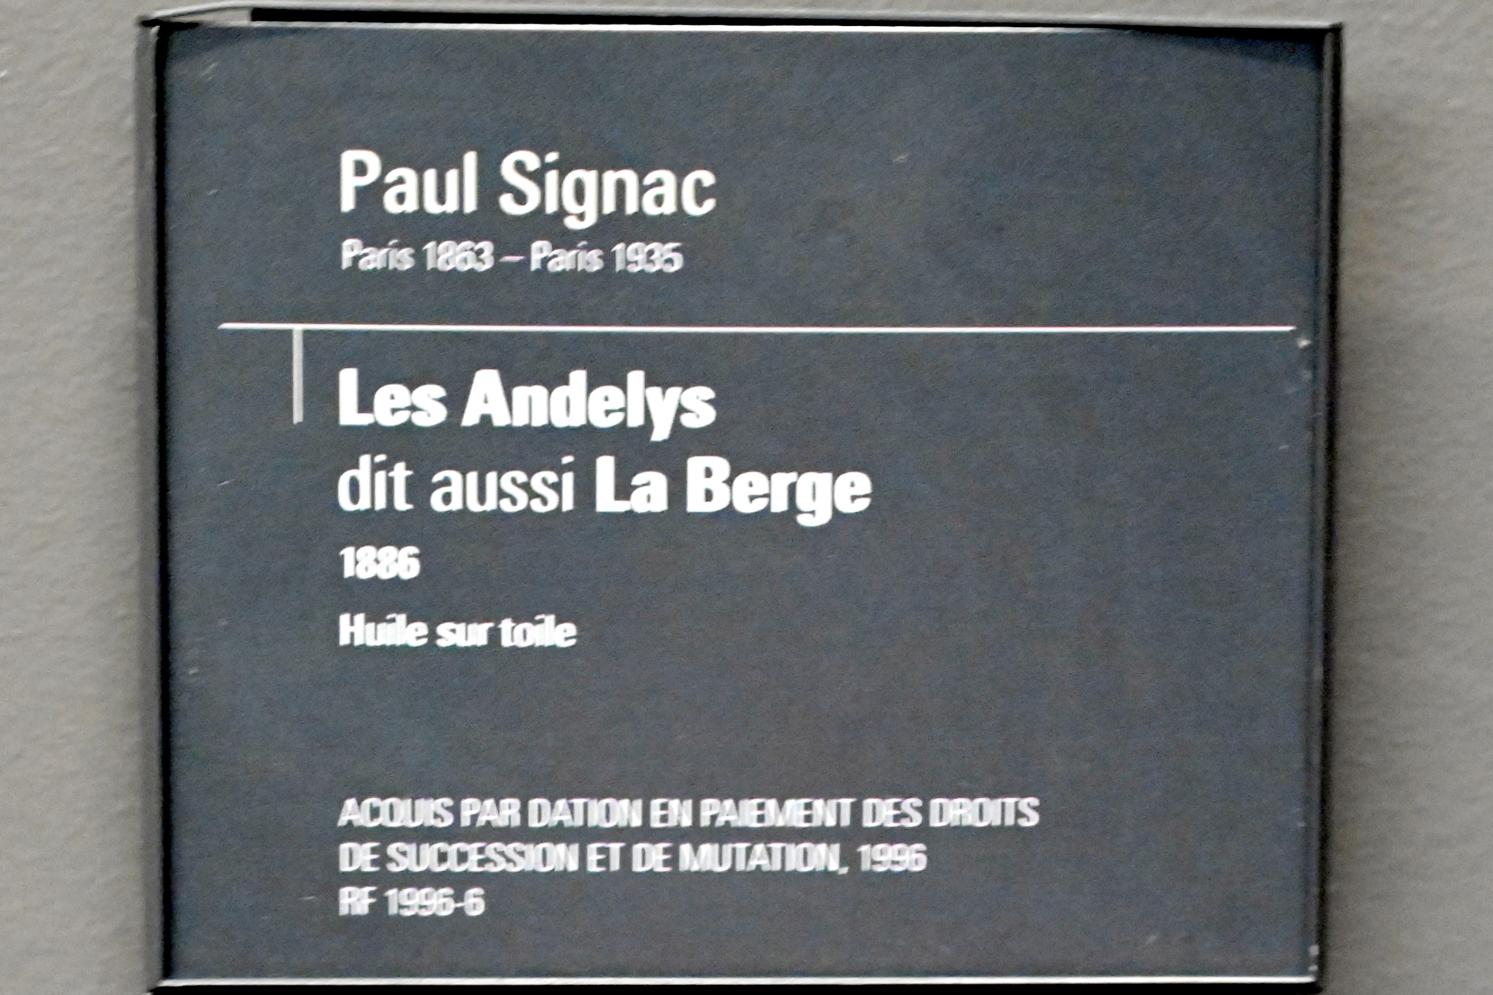 Paul Signac
Paris 1863 – Paris 1935
Les Andelys
dit aussi La Berge
1886
Huile sur toile
ACQUIS PAR DATION EN PAIEMENT DES DROITS
DE SUCCESSION ET DE MUTATION, 1996
RF 1996-6